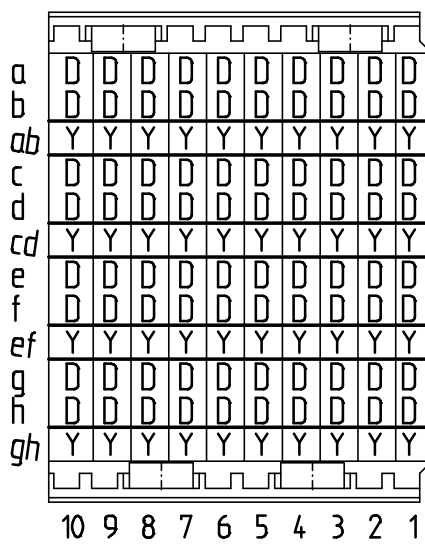 a D D D D D D D D D D
b D D D D D D D D D D
ab Y Y Y Y Y Y Y Y Y Y
c D D D D D D D D D D
d D D D D D D D D D D
cd Y Y Y Y Y Y Y Y Y Y
e D D D D D D D D D D
f D D D D D D D D D D
ef Y Y Y Y Y Y Y Y Y Y
g D D D D D D D D D D
h D D D D D D D D D D
gh Y Y Y Y Y Y Y Y Y Y
10 9 8 7 6 5 4 3 2 1